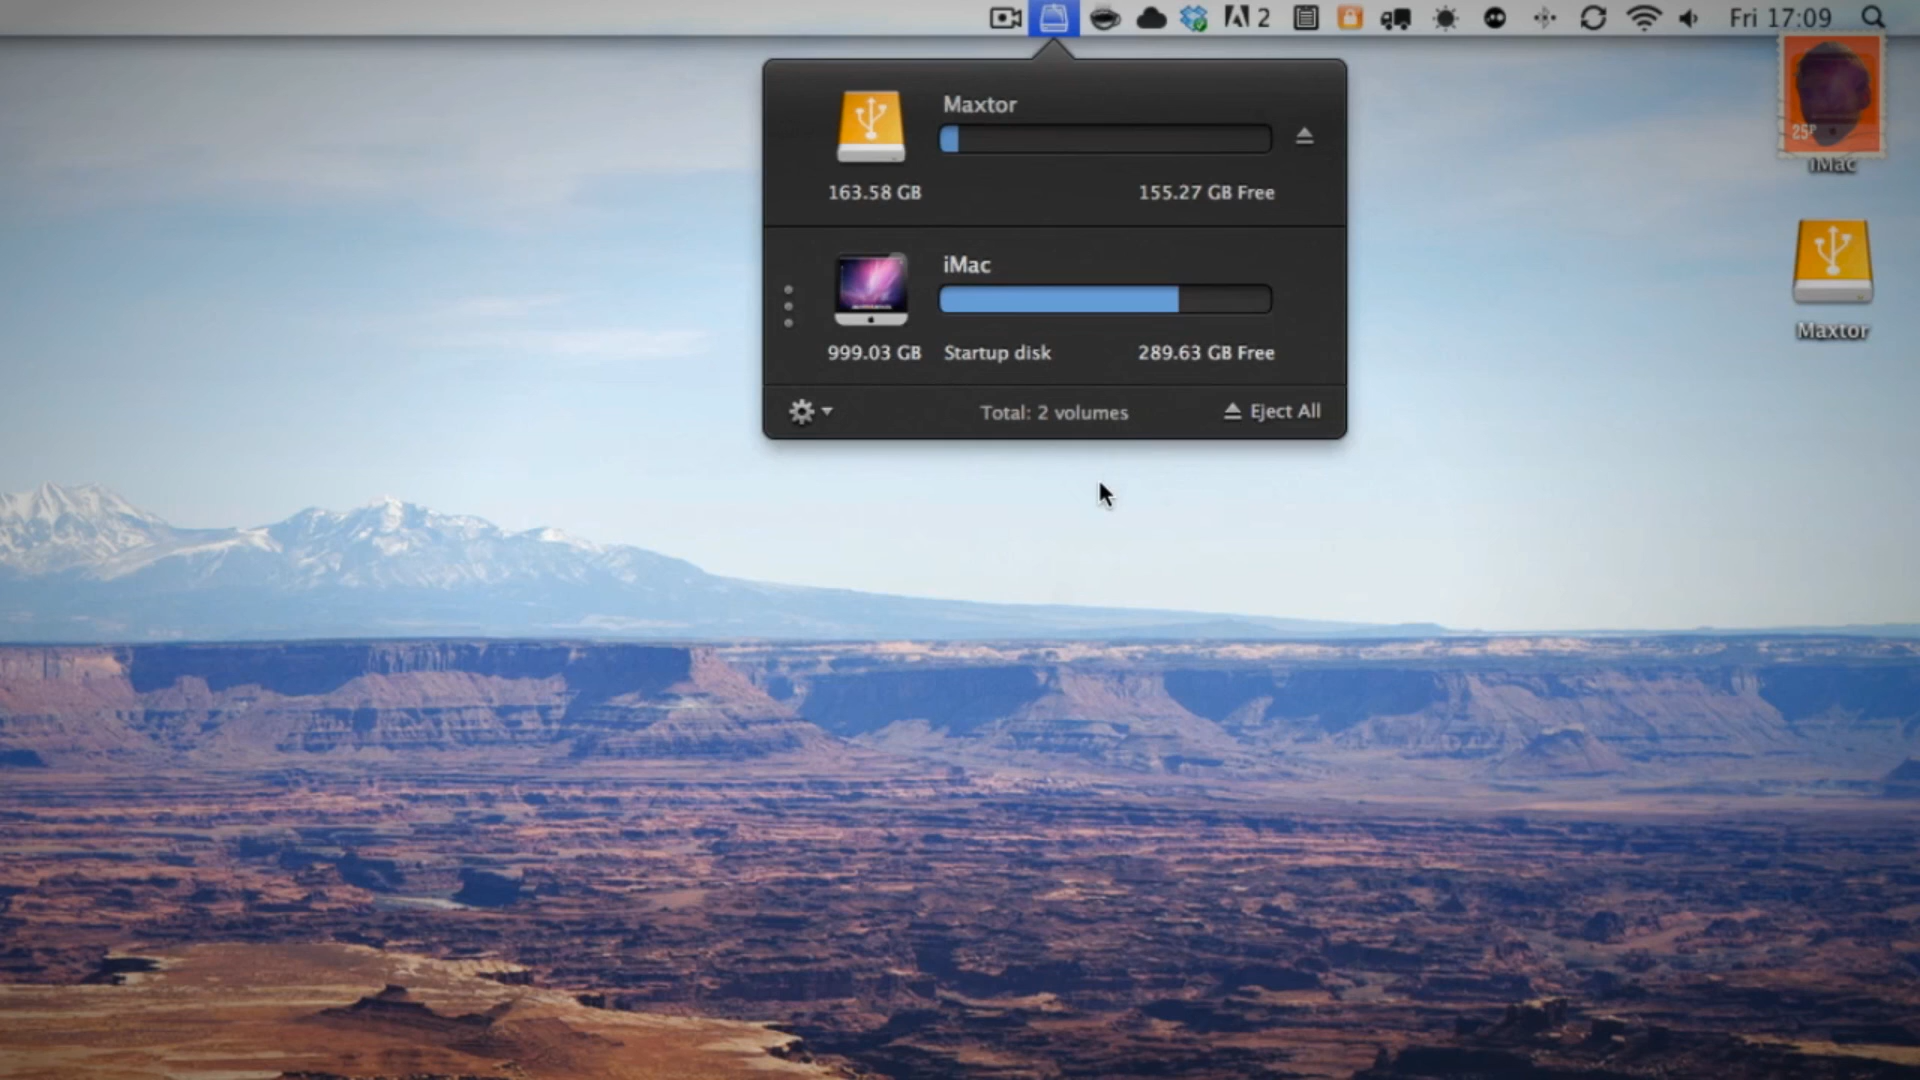 2
Fri 17:09
Maxtor
163.58 GB
155.27 GB Free
iMac
999.03 GB
Startup disk
289.63 GB Free
Total: 2 volumes
Eject All
25P
iMac
Maxtor